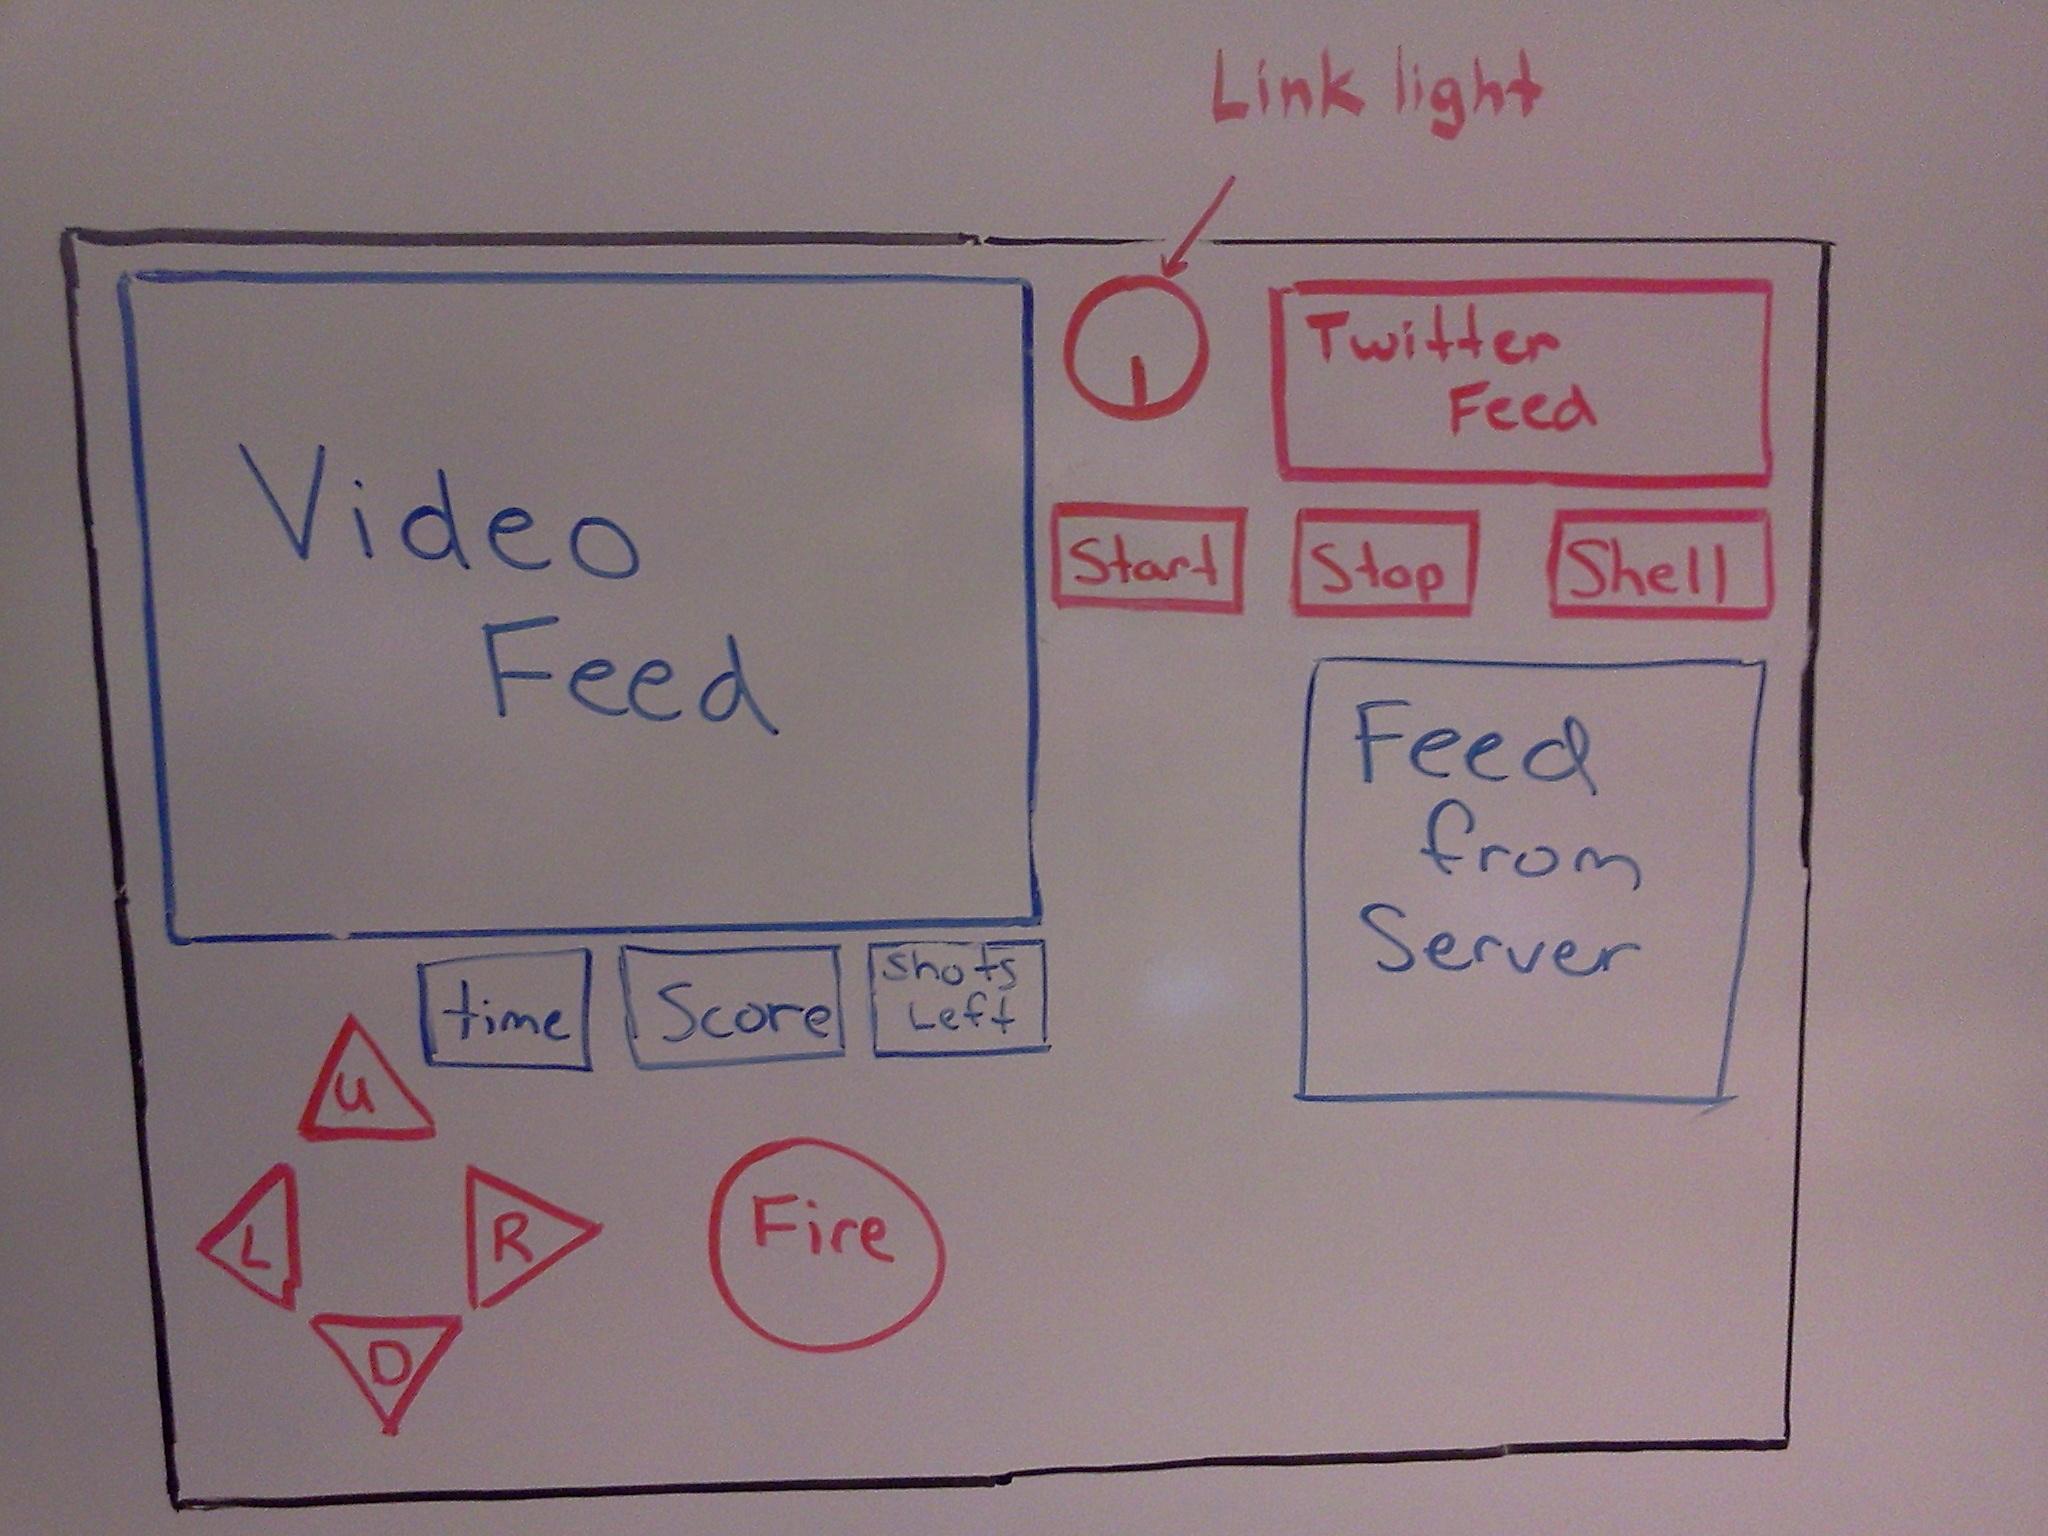 Link light
Twitter
Feed
Video
Feed
Start
Stop
Shell
Feed
from
Server
time
Score
Shots
Left
U
L
R
D
Fire